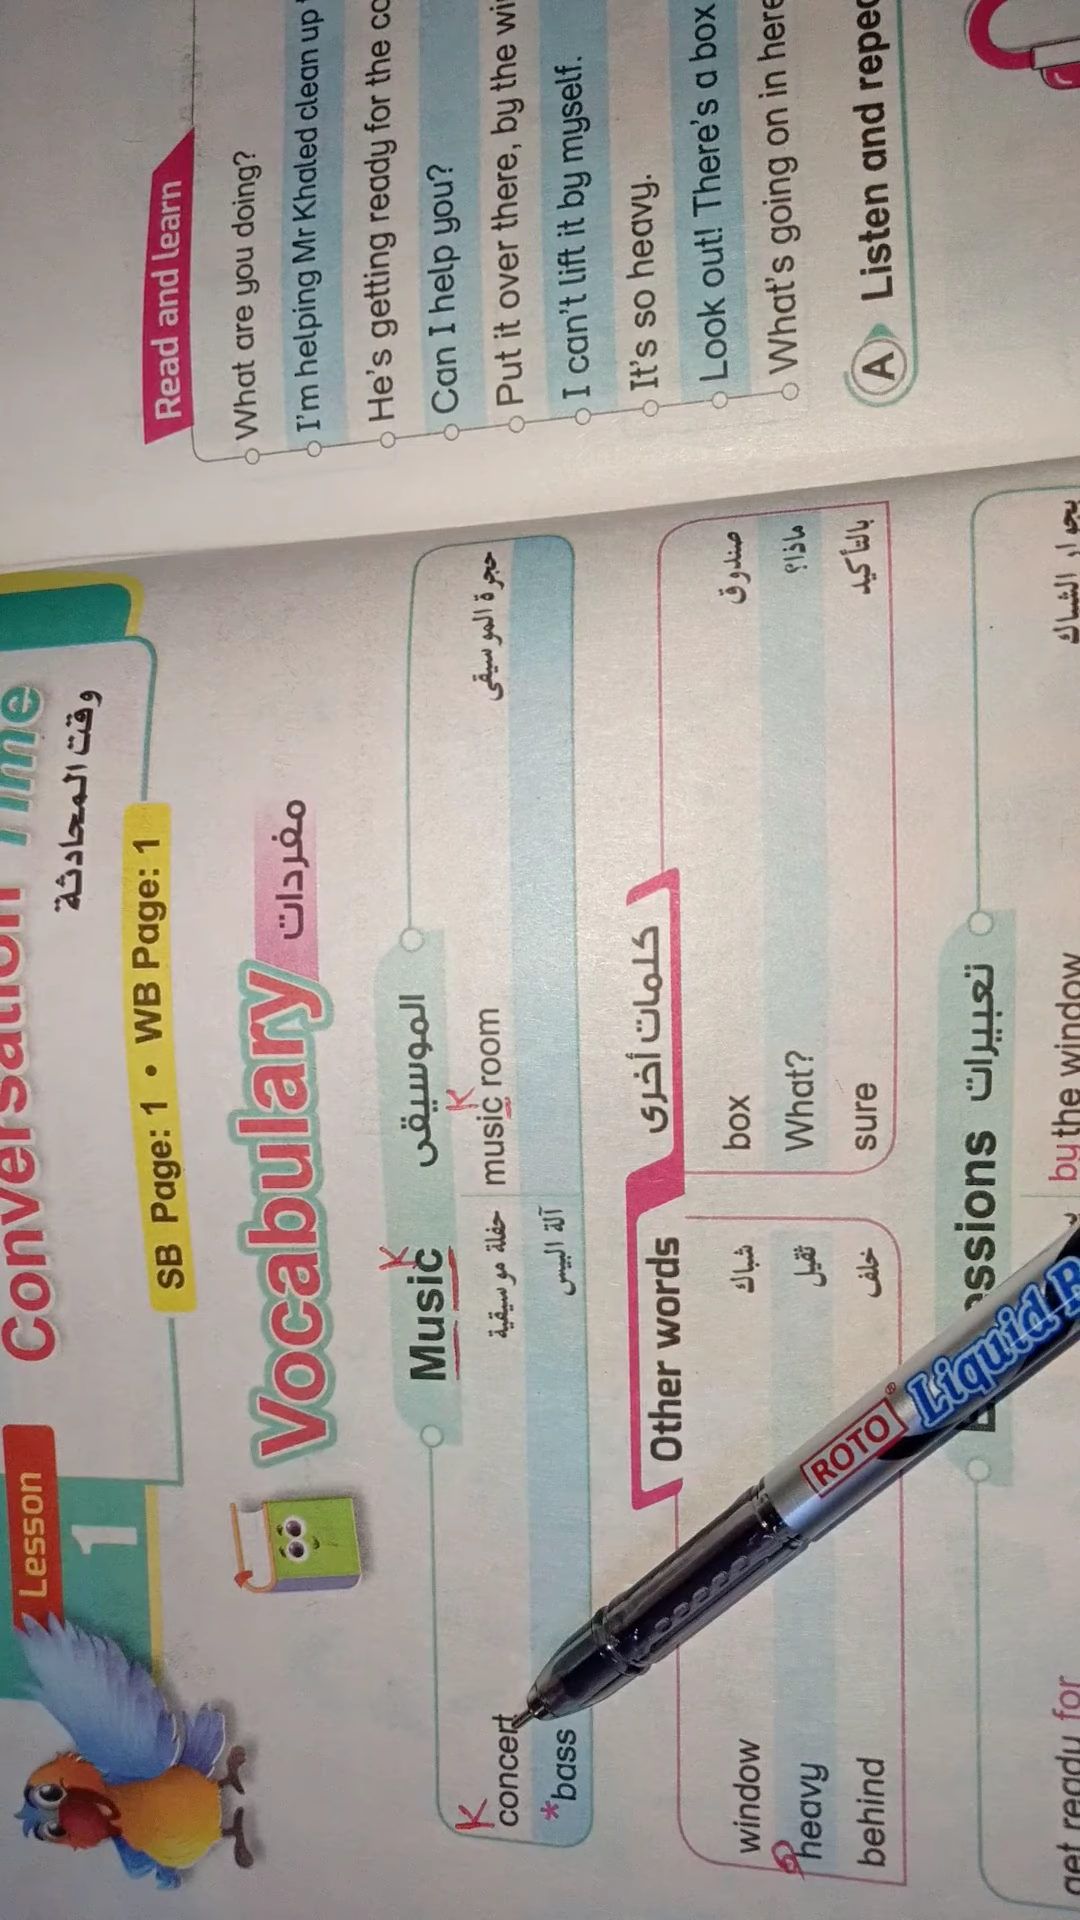 Lesson
1
Conversation Time
وقت المحادثة
SB Page: 1 • WB Page: 1
Vocabulary مفردات
Music الموسيقى
K
K
K
concert حفلة موسيقية
music room حجرة الموسيقى
*bass آلة البيس
Other words كلمات أخرى
window شباك
box صندوق
heavy ثقيل
What? ماذا؟
behind خلف
sure بالتأكيد
ssions تعبيرات
get ready for
by the window بجوار الشباك
ROTO®
Liquid
Read and learn
What are you doing?
I'm helping Mr Khaled clean up
He's getting ready for the co
Can I help you?
Put it over there, by the wi
I can't lift it by myself.
It's so heavy.
Look out! There's a box
What's going on in here
A Listen and repea